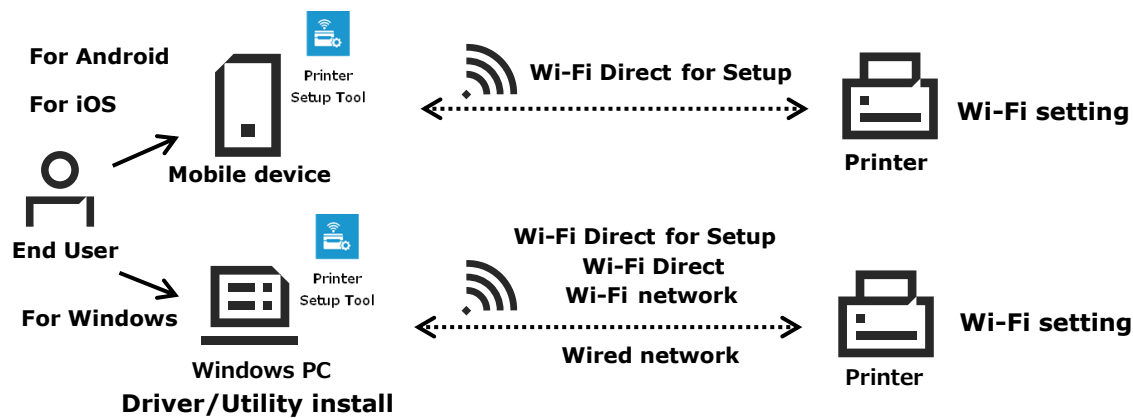 For Android
For iOS
Printer
Setup Tool
Mobile device
Wi-Fi Direct for Setup
Printer
Wi-Fi setting
End User
For Windows
Printer
Setup Tool
Windows PC
Driver/Utility install
Wi-Fi Direct for Setup
Wi-Fi Direct
Wi-Fi network
Wired network
Printer
Wi-Fi setting